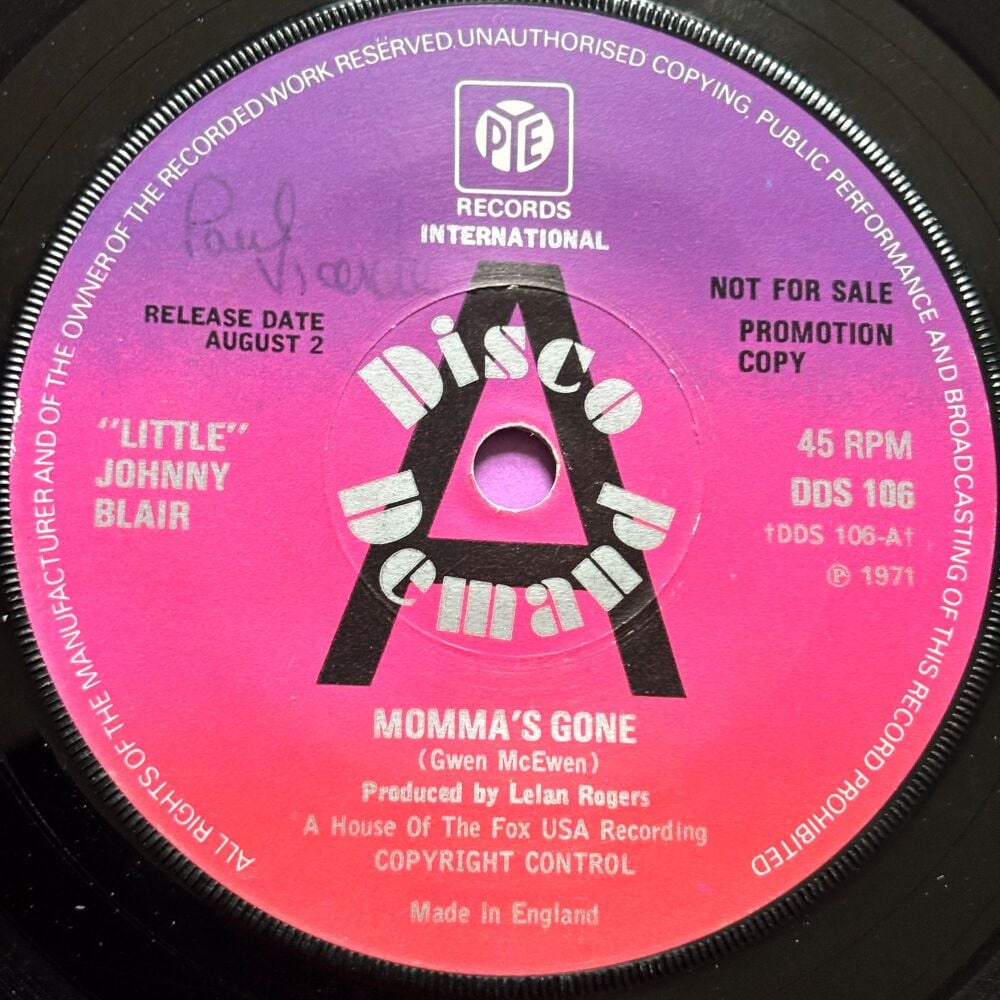 ALL RIGHTS OF THE MANUFACTURER AND OF THE OWNER OF THE RECORDED WORK RESERVED. UNAUTHORISED COPYING, PUBLIC PERFORMANCE AND BROADCASTING OF THIS RECORD PROHIBITED
PYE
RECORDS
INTERNATIONAL
Paul
RELEASE DATE
AUGUST 2
NOT FOR SALE
PROMOTION
COPY
A
Disco
Demand
"LITTLE"
JOHNNY
BLAIR
45 RPM
DDS 106
†DDS 106-A†
℗ 1971
MOMMA'S GONE
(Gwen McEwen)
Produced by Lelan Rogers
A House Of The Fox USA Recording
COPYRIGHT CONTROL
Made in England